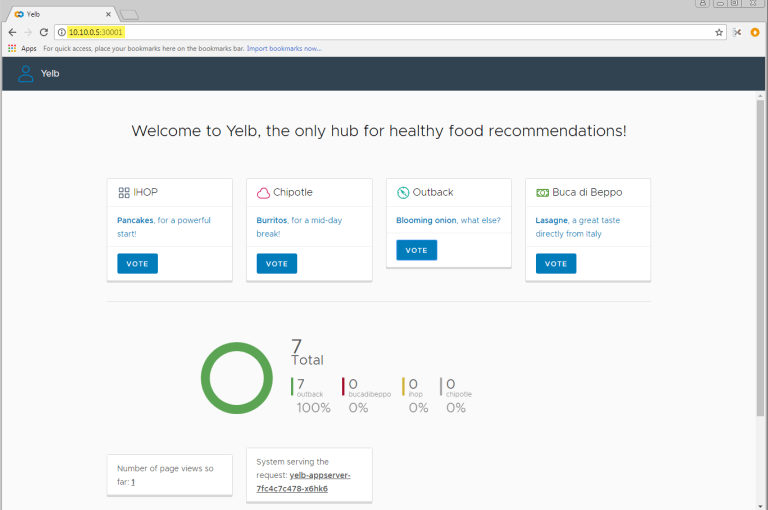 Yelb
10.10.0.5:30001
Apps For quick access, place your bookmarks here on the bookmarks bar. Import bookmarks now...
Yelb
Welcome to Yelb, the only hub for healthy food recommendations!
IHOP
Pancakes, for a powerful
start!
VOTE
Chipotle
Burritos, for a mid-day
break!
VOTE
Outback
Blooming onion, what else?
VOTE
Buca di Beppo
Lasagne, a great taste
directly from Italy
VOTE
7
Total
7
outback
100%
0
bucadibeppo
0%
0
ihop
0%
0
chipotle
0%
Number of page views so
far: 1
System serving the
request: yelb-appserver-
7fc4c7c478-x6hk6